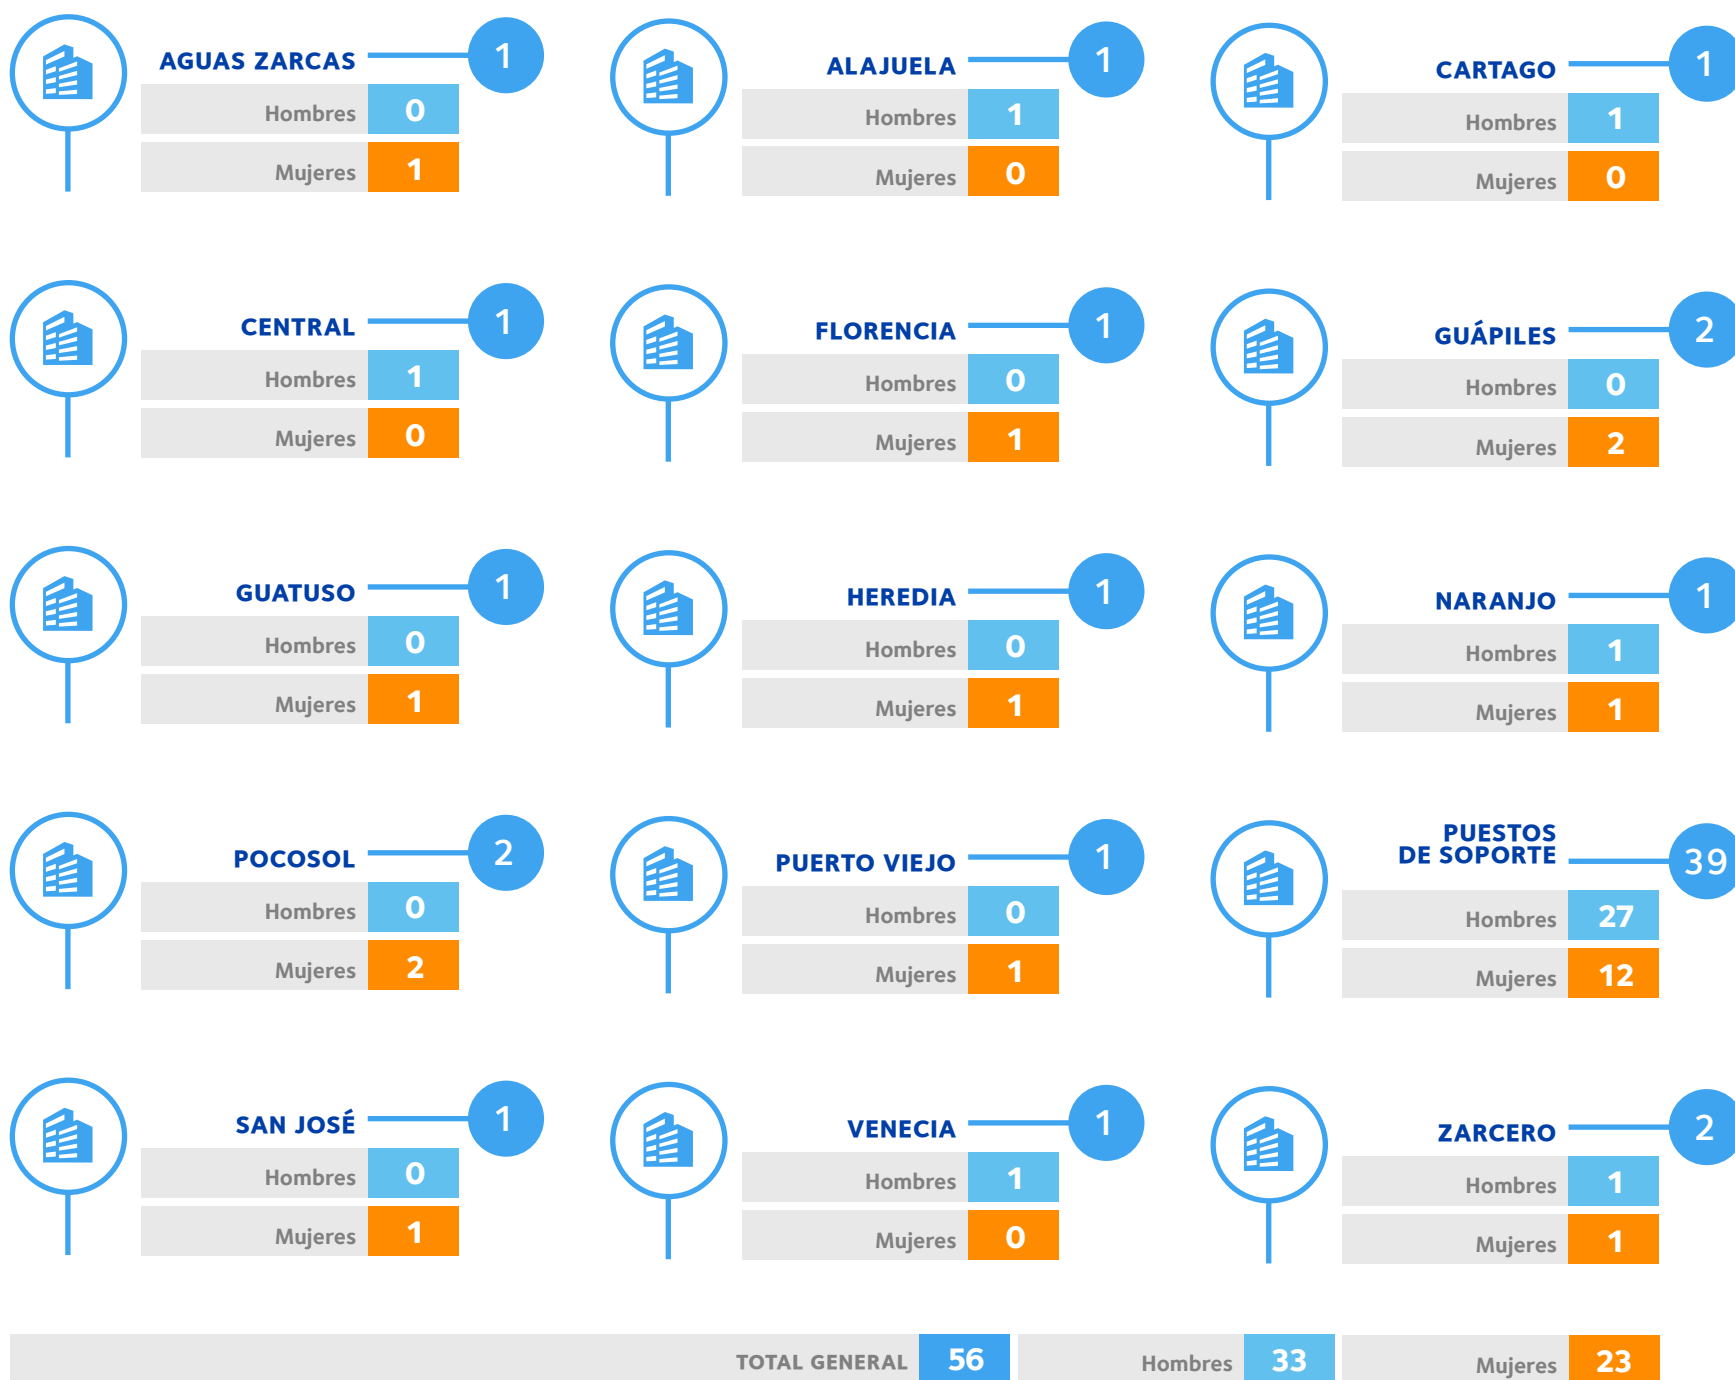 AGUAS ZARCAS 1
Hombres 0
Mujeres 1
ALAJUELA 1
Hombres 1
Mujeres 0
CARTAGO 1
Hombres 1
Mujeres 0
CENTRAL 1
Hombres 1
Mujeres 0
FLORENCIA 1
Hombres 0
Mujeres 1
GUÁPILES 2
Hombres 0
Mujeres 2
GUATUSO 1
Hombres 0
Mujeres 1
HEREDIA 1
Hombres 0
Mujeres 1
NARANJO 1
Hombres 1
Mujeres 1
POCOSOL 2
Hombres 0
Mujeres 2
PUERTO VIEJO 1
Hombres 0
Mujeres 1
PUESTOS
DE SOPORTE 39
Hombres 27
Mujeres 12
SAN JOSÉ 1
Hombres 0
Mujeres 1
VENECIA 1
Hombres 1
Mujeres 0
ZARCERO 2
Hombres 1
Mujeres 1
TOTAL GENERAL 56 Hombres 33 Mujeres 23